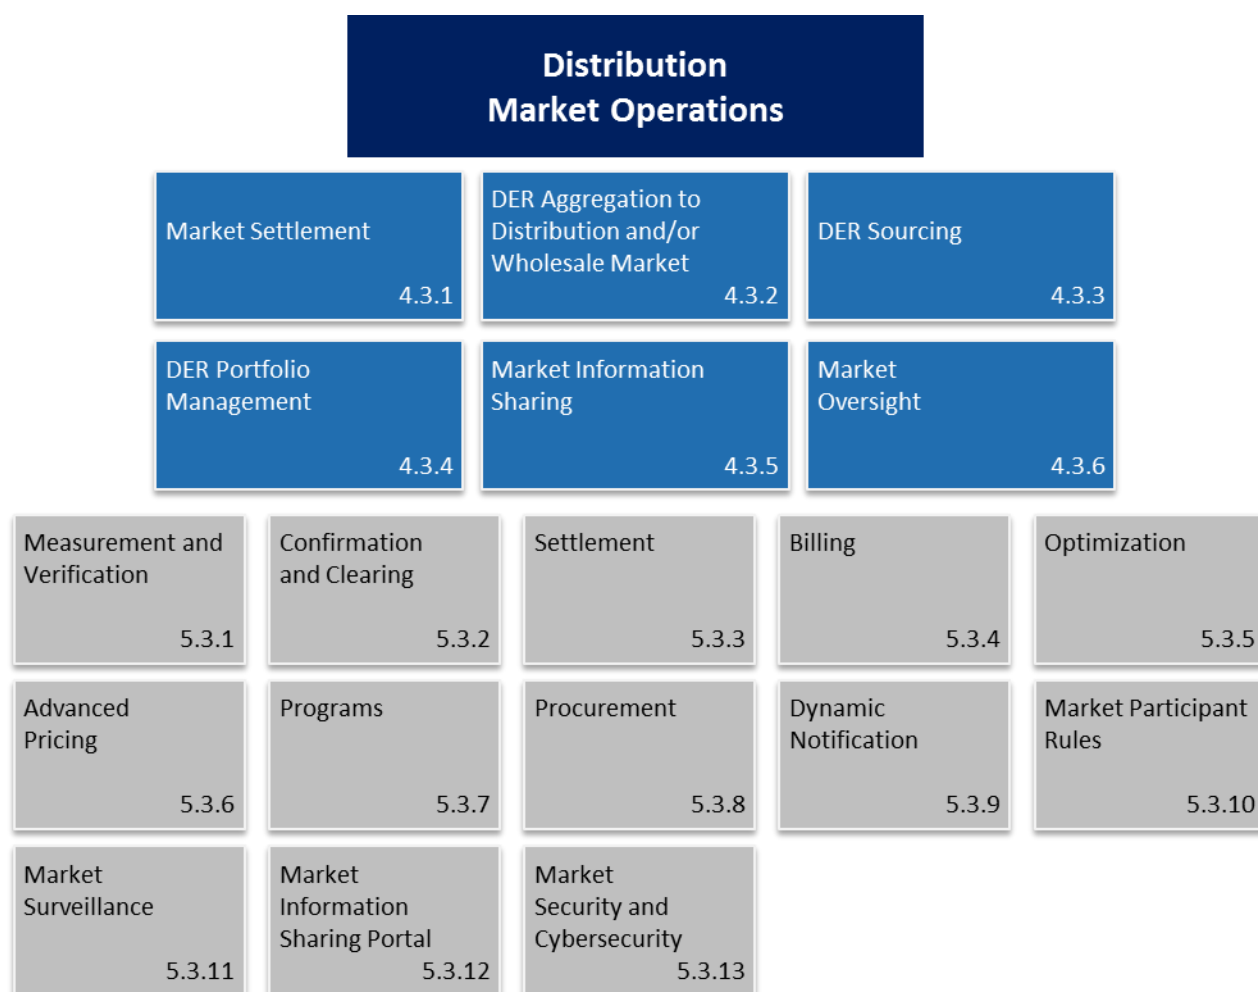 Distribution
Market Operations
Market Settlement
4.3.1
DER Aggregation to
Distribution and/or
Wholesale Market
4.3.2
DER Sourcing
4.3.3
DER Portfolio
Management
4.3.4
Market Information
Sharing
4.3.5
Market
Oversight
4.3.6
Measurement and
Verification
5.3.1
Confirmation
and Clearing
5.3.2
Settlement
5.3.3
Billing
5.3.4
Optimization
5.3.5
Advanced
Pricing
5.3.6
Programs
5.3.7
Procurement
5.3.8
Dynamic
Notification
5.3.9
Market Participant
Rules
5.3.10
Market
Surveillance
5.3.11
Market
Information
Sharing Portal
5.3.12
Market
Security and
Cybersecurity
5.3.13